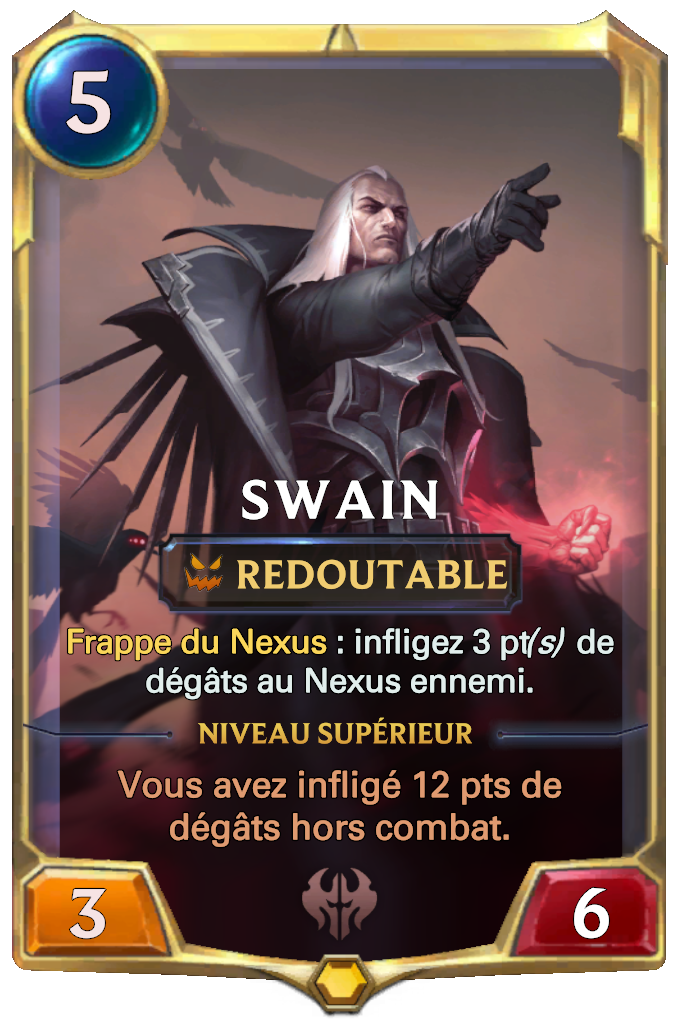 5
SWAIN
REDOUTABLE
Frappe du Nexus : infligez 3 pt(s) de
dégâts au Nexus ennemi.
NIVEAU SUPÉRIEUR
Vous avez infligé 12 pts de
dégâts hors combat.
3
6